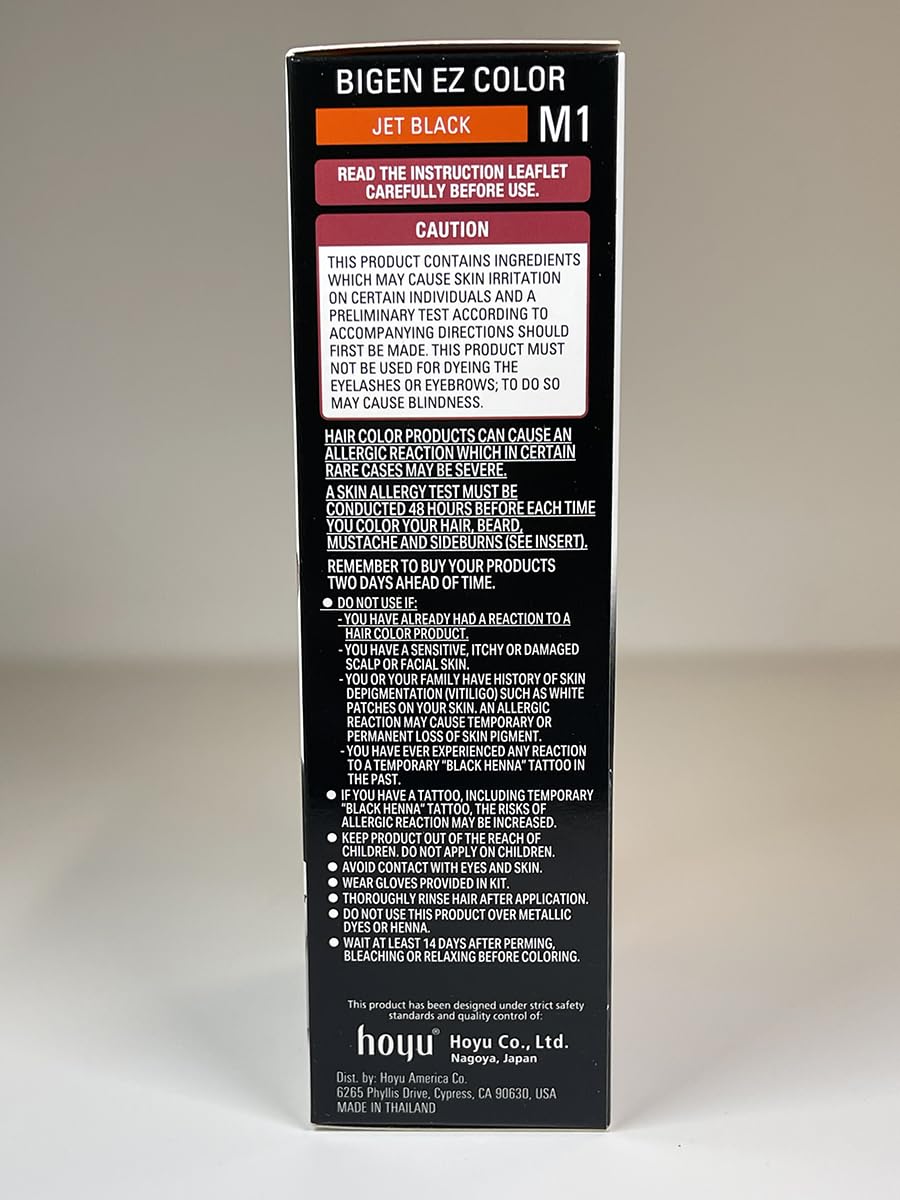 BIGEN EZ COLOR
JET BLACK M1
READ THE INSTRUCTION LEAFLET
CAREFULLY BEFORE USE.
CAUTION
THIS PRODUCT CONTAINS INGREDIENTS
WHICH MAY CAUSE SKIN IRRITATION
ON CERTAIN INDIVIDUALS AND A
PRELIMINARY TEST ACCORDING TO
ACCOMPANYING DIRECTIONS SHOULD
FIRST BE MADE. THIS PRODUCT MUST
NOT BE USED FOR DYEING THE
EYELASHES OR EYEBROWS; TO DO SO
MAY CAUSE BLINDNESS.
HAIR COLOR PRODUCTS CAN CAUSE AN
ALLERGIC REACTION WHICH IN CERTAIN
RARE CASES MAY BE SEVERE.
A SKIN ALLERGY TEST MUST BE
CONDUCTED 48 HOURS BEFORE EACH TIME
YOU COLOR YOUR HAIR, BEARD,
MUSTACHE AND SIDEBURNS (SEE INSERT).
REMEMBER TO BUY YOUR PRODUCTS
TWO DAYS AHEAD OF TIME.
● DO NOT USE IF:
- YOU HAVE ALREADY HAD A REACTION TO A
HAIR COLOR PRODUCT.
- YOU HAVE A SENSITIVE, ITCHY OR DAMAGED
SCALP OR FACIAL SKIN.
- YOU OR YOUR FAMILY HAVE HISTORY OF SKIN
DEPIGMENTATION (VITILIGO) SUCH AS WHITE
PATCHES ON YOUR SKIN. AN ALLERGIC
REACTION MAY CAUSE TEMPORARY OR
PERMANENT LOSS OF SKIN PIGMENT.
- YOU HAVE EVER EXPERIENCED ANY REACTION
TO A TEMPORARY "BLACK HENNA" TATTOO IN
THE PAST.
● IF YOU HAVE A TATTOO, INCLUDING TEMPORARY
"BLACK HENNA" TATTOO, THE RISKS OF
ALLERGIC REACTION MAY BE INCREASED.
● KEEP PRODUCT OUT OF THE REACH OF
CHILDREN. DO NOT APPLY ON CHILDREN.
● AVOID CONTACT WITH EYES AND SKIN.
● WEAR GLOVES PROVIDED IN KIT.
● THOROUGHLY RINSE HAIR AFTER APPLICATION.
● DO NOT USE THIS PRODUCT OVER METALLIC
DYES OR HENNA.
● WAIT AT LEAST 14 DAYS AFTER PERMING,
BLEACHING OR RELAXING BEFORE COLORING.
This product has been designed under strict safety
standards and quality control of:
hoyu® Hoyu Co., Ltd.
Nagoya, Japan
Dist. by: Hoyu America Co.
6265 Phyllis Drive, Cypress, CA 90630, USA
MADE IN THAILAND